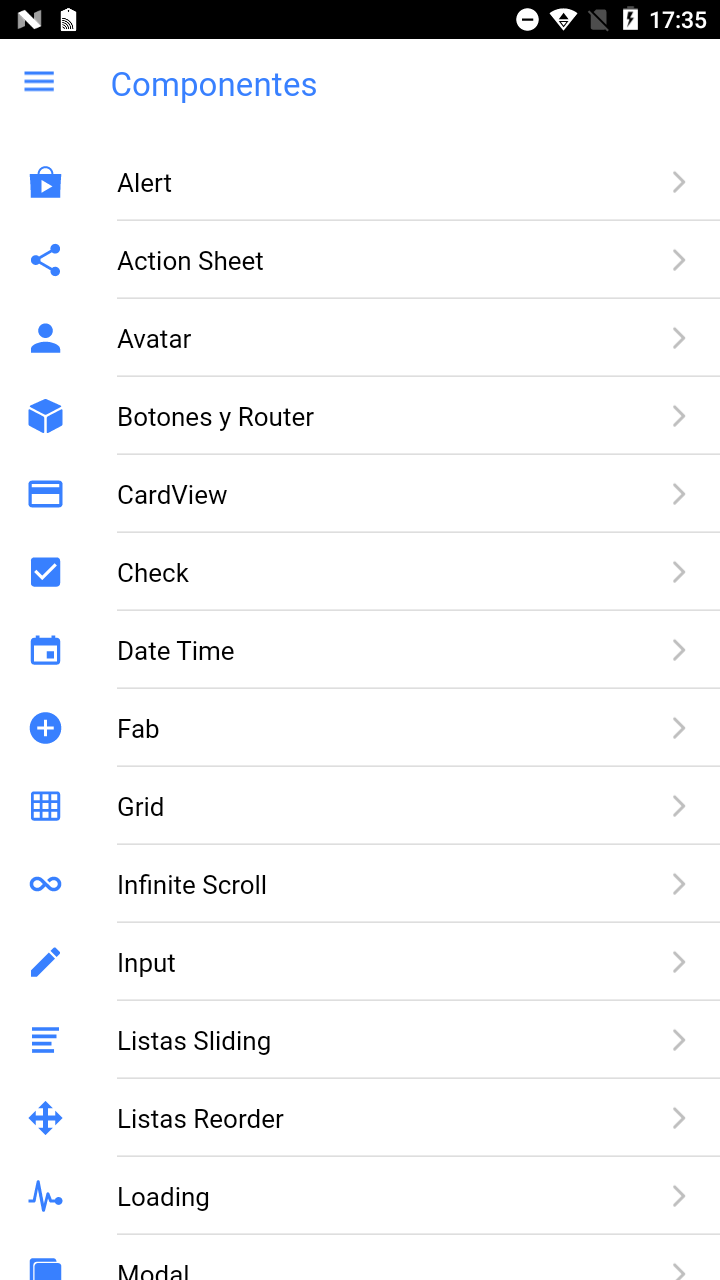 17:35
Componentes
Alert
Action Sheet
Avatar
Botones y Router
CardView
Check
Date Time
Fab
Grid
Infinite Scroll
Input
Listas Sliding
Listas Reorder
Loading
Modal